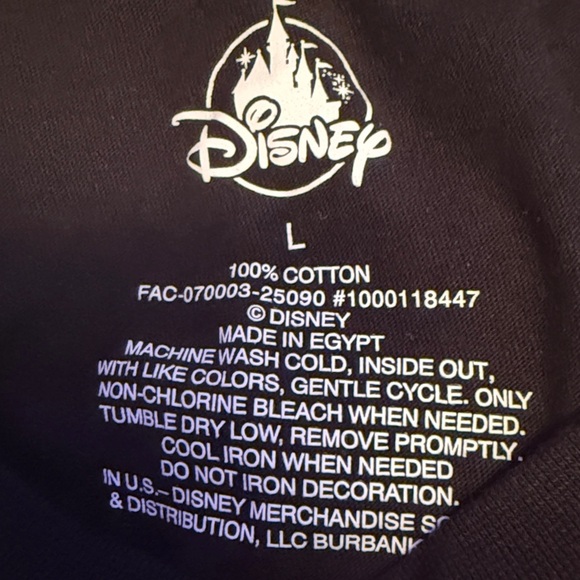 Disney
L
100% COTTON
FAC-070003-25090 #1000118447
© DISNEY
MADE IN EGYPT
MACHINE WASH COLD, INSIDE OUT,
WITH LIKE COLORS, GENTLE CYCLE. ONLY
NON-CHLORINE BLEACH WHEN NEEDED.
TUMBLE DRY LOW, REMOVE PROMPTLY.
COOL IRON WHEN NEEDED
DO NOT IRON DECORATION.
IN U.S.– DISNEY MERCHANDISE
& DISTRIBUTION, LLC BURBANK